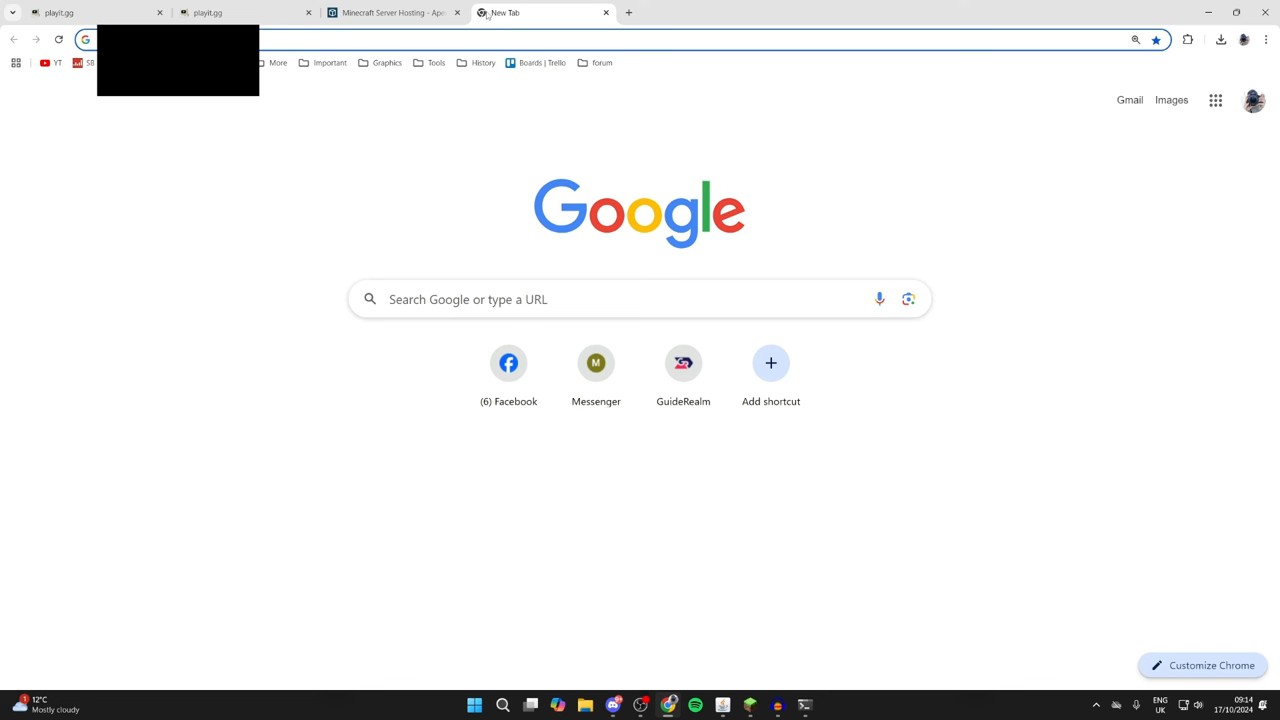 playit.gg
playit.gg
Minecraft Server Hosting - Ape
New Tab
YT
SB
More
Important
Graphics
Tools
History
Boards | Trello
forum
Gmail
Images
Google
Search Google or type a URL
M
(6) Facebook
Messenger
GuideRealm
Add shortcut
Customize Chrome
1
12°C
Mostly cloudy
ENG
UK
09:14
17/10/2024